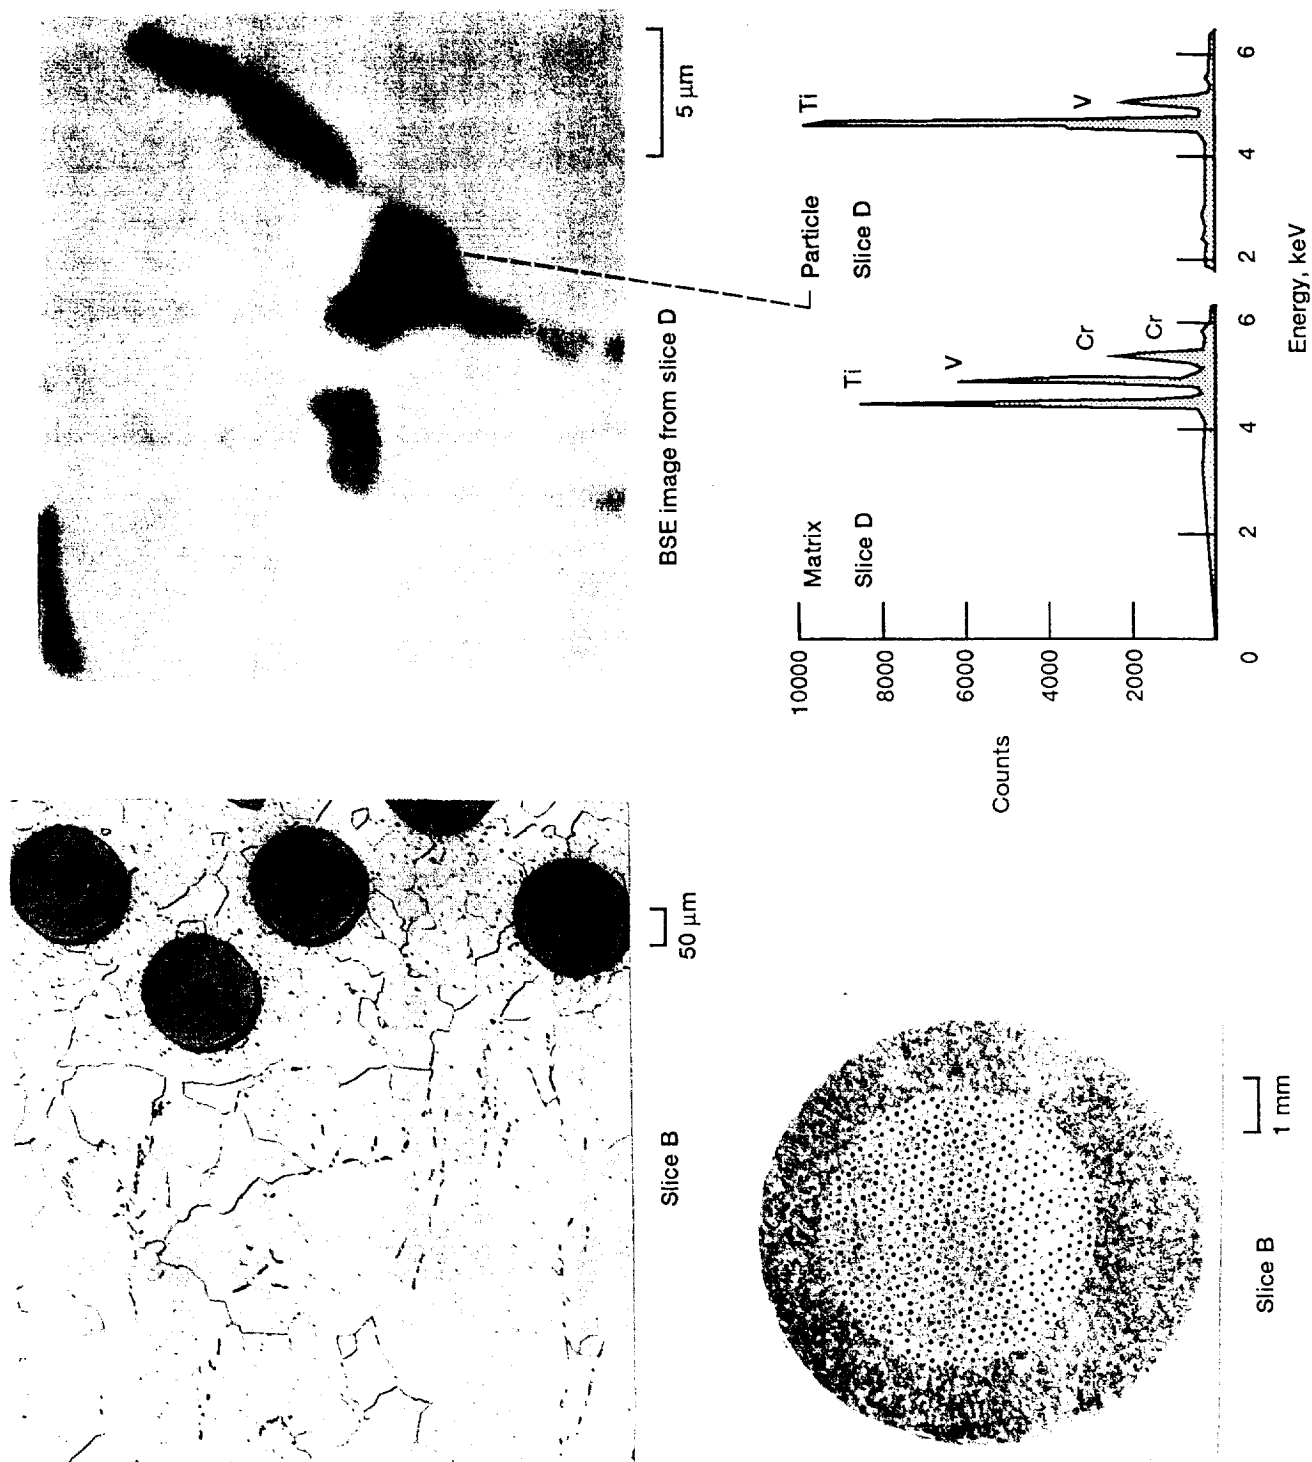 Slice B
50 μm
BSE image from slice D
5 μm
Slice B
1 mm
Counts
10000
8000
6000
4000
2000
0
Matrix
Slice D
Ti
V
Cr
Cr
2
4
6
Particle
Slice D
Ti
V
2
4
6
Energy, keV